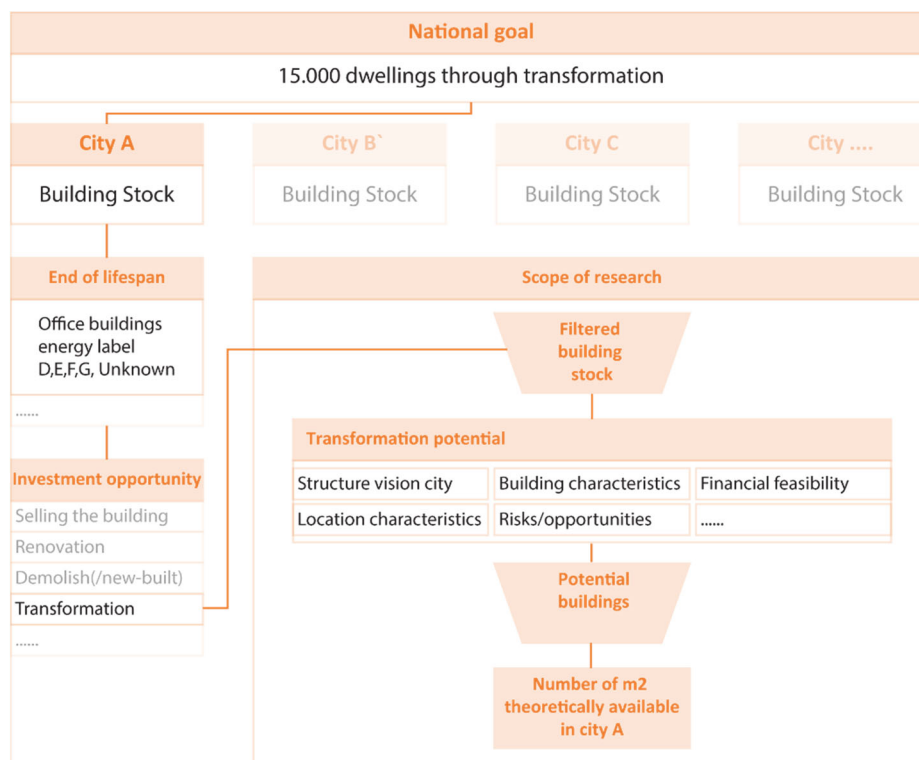 National goal
15.000 dwellings through transformation
City A
City B`
City C
City ....
Building Stock
Building Stock
Building Stock
Building Stock
End of lifespan
Office buildings
energy label
D,E,F,G, Unknown
......
Investment opportunity
Selling the building
Renovation
Demolish(/new-built)
Transformation
......
Scope of research
Filtered
building
stock
Transformation potential
Structure vision city
Building characteristics
Financial feasibility
Location characteristics
Risks/opportunities
......
Potential
buildings
Number of m2
theoretically available
in city A